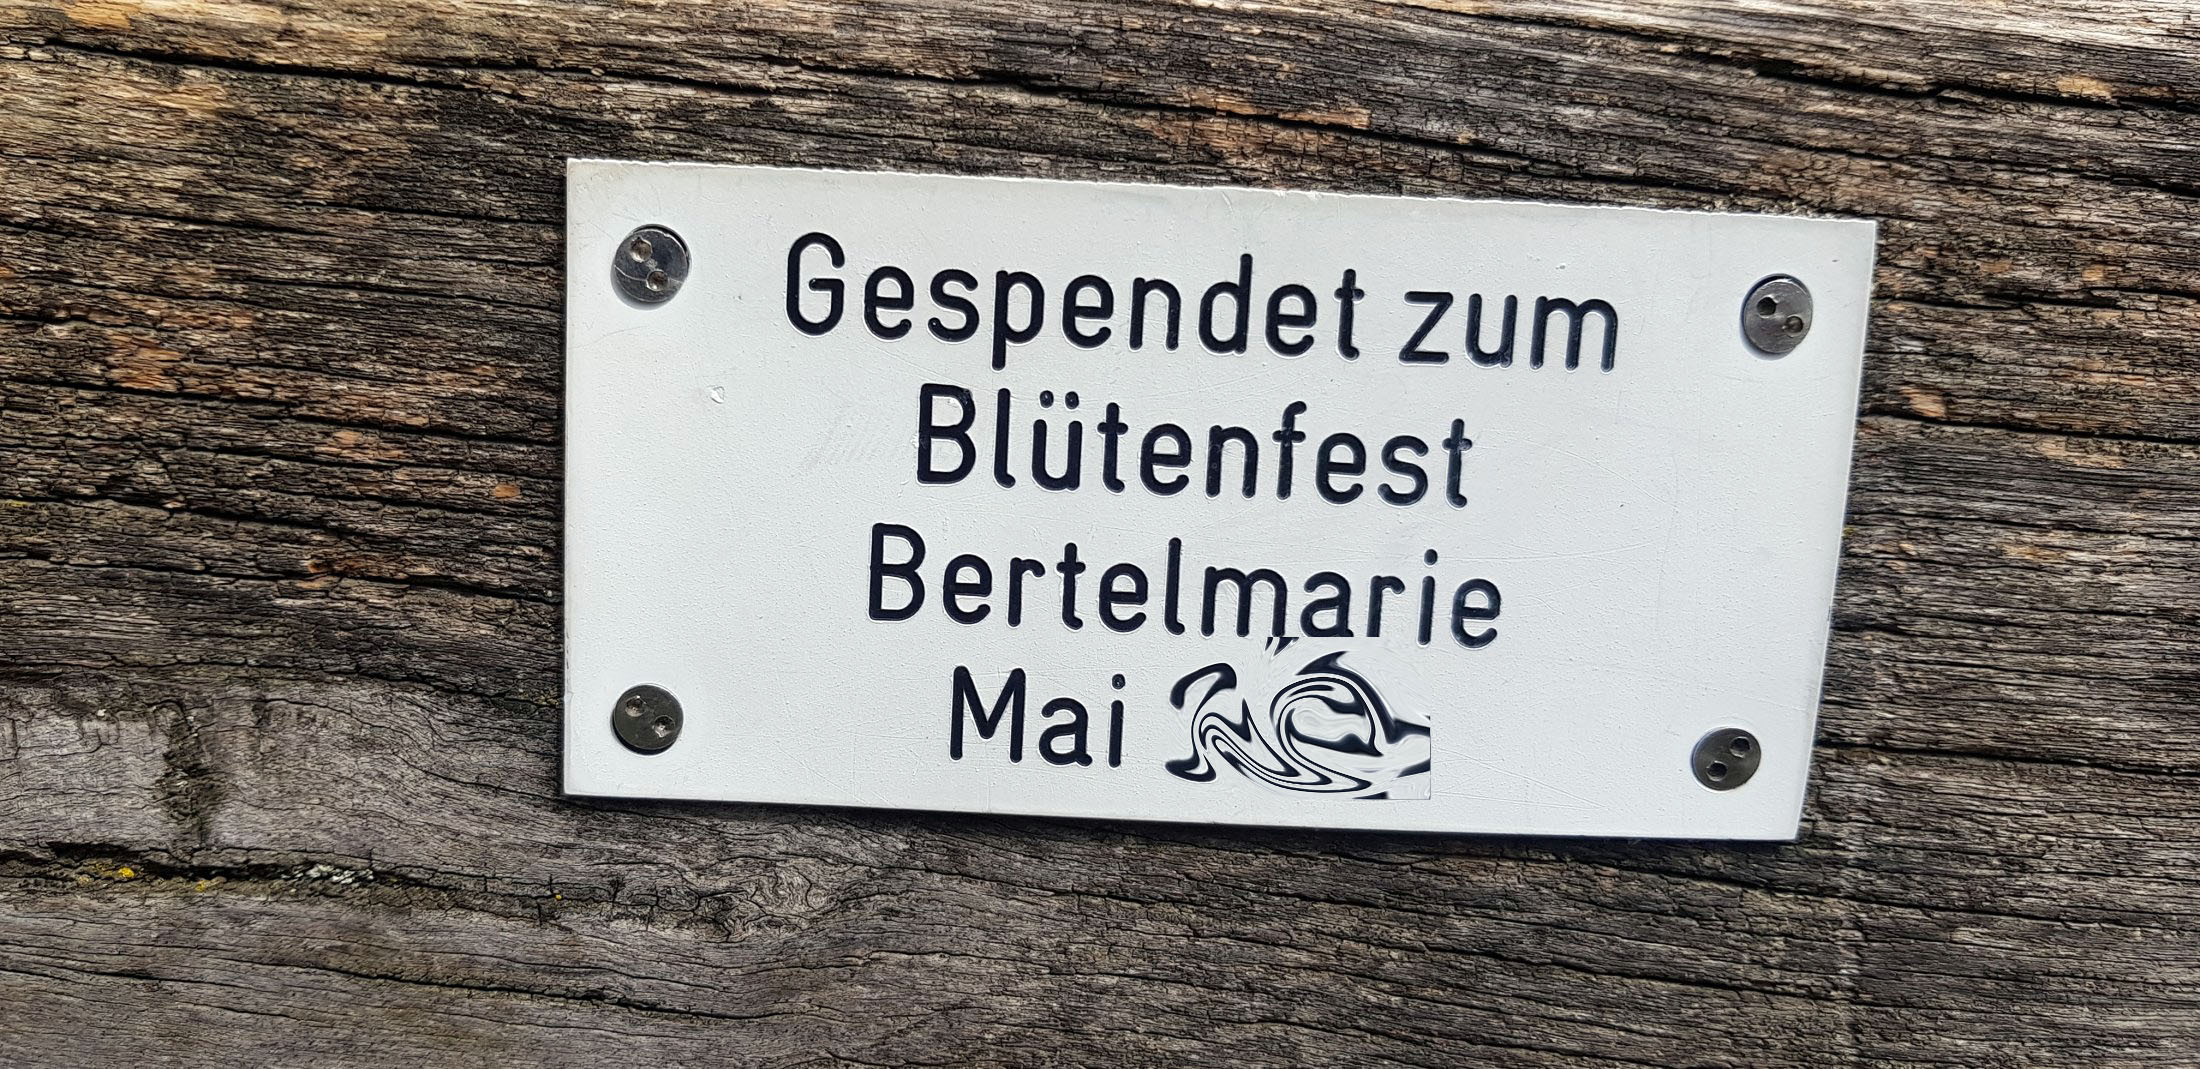 Gespendet zum
Blütenfest
Bertelmarie
Mai